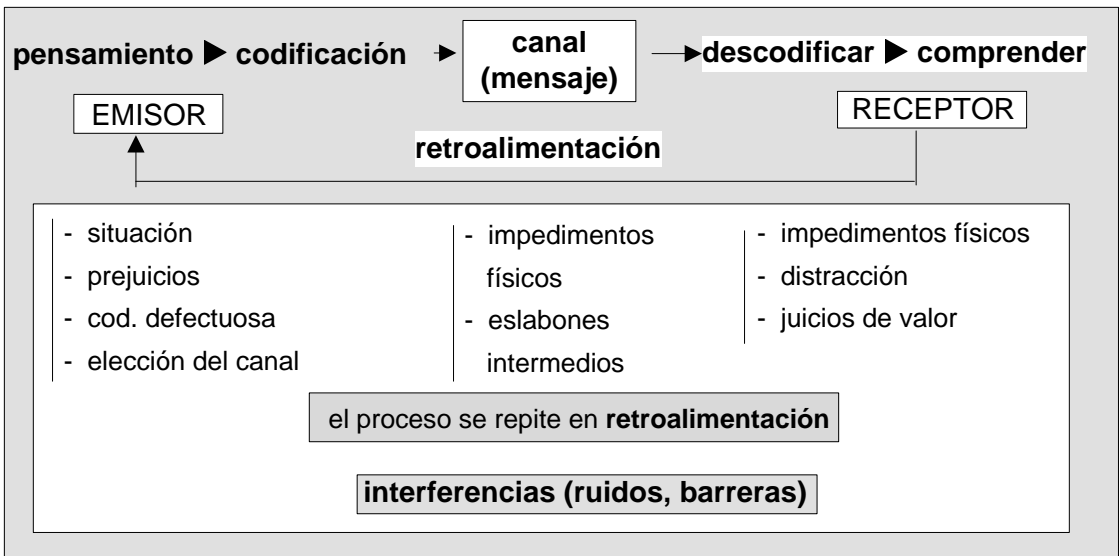 pensamiento ▶ codificación → canal → descodificar ▶ comprender
(mensaje)
EMISOR
RECEPTOR
retroalimentación
- situación
- prejuicios
- cod. defectuosa
- elección del canal
- impedimentos
físicos
- eslabones
intermedios
- impedimentos físicos
- distracción
- juicios de valor
el proceso se repite en retroalimentación
interferencias (ruidos, barreras)